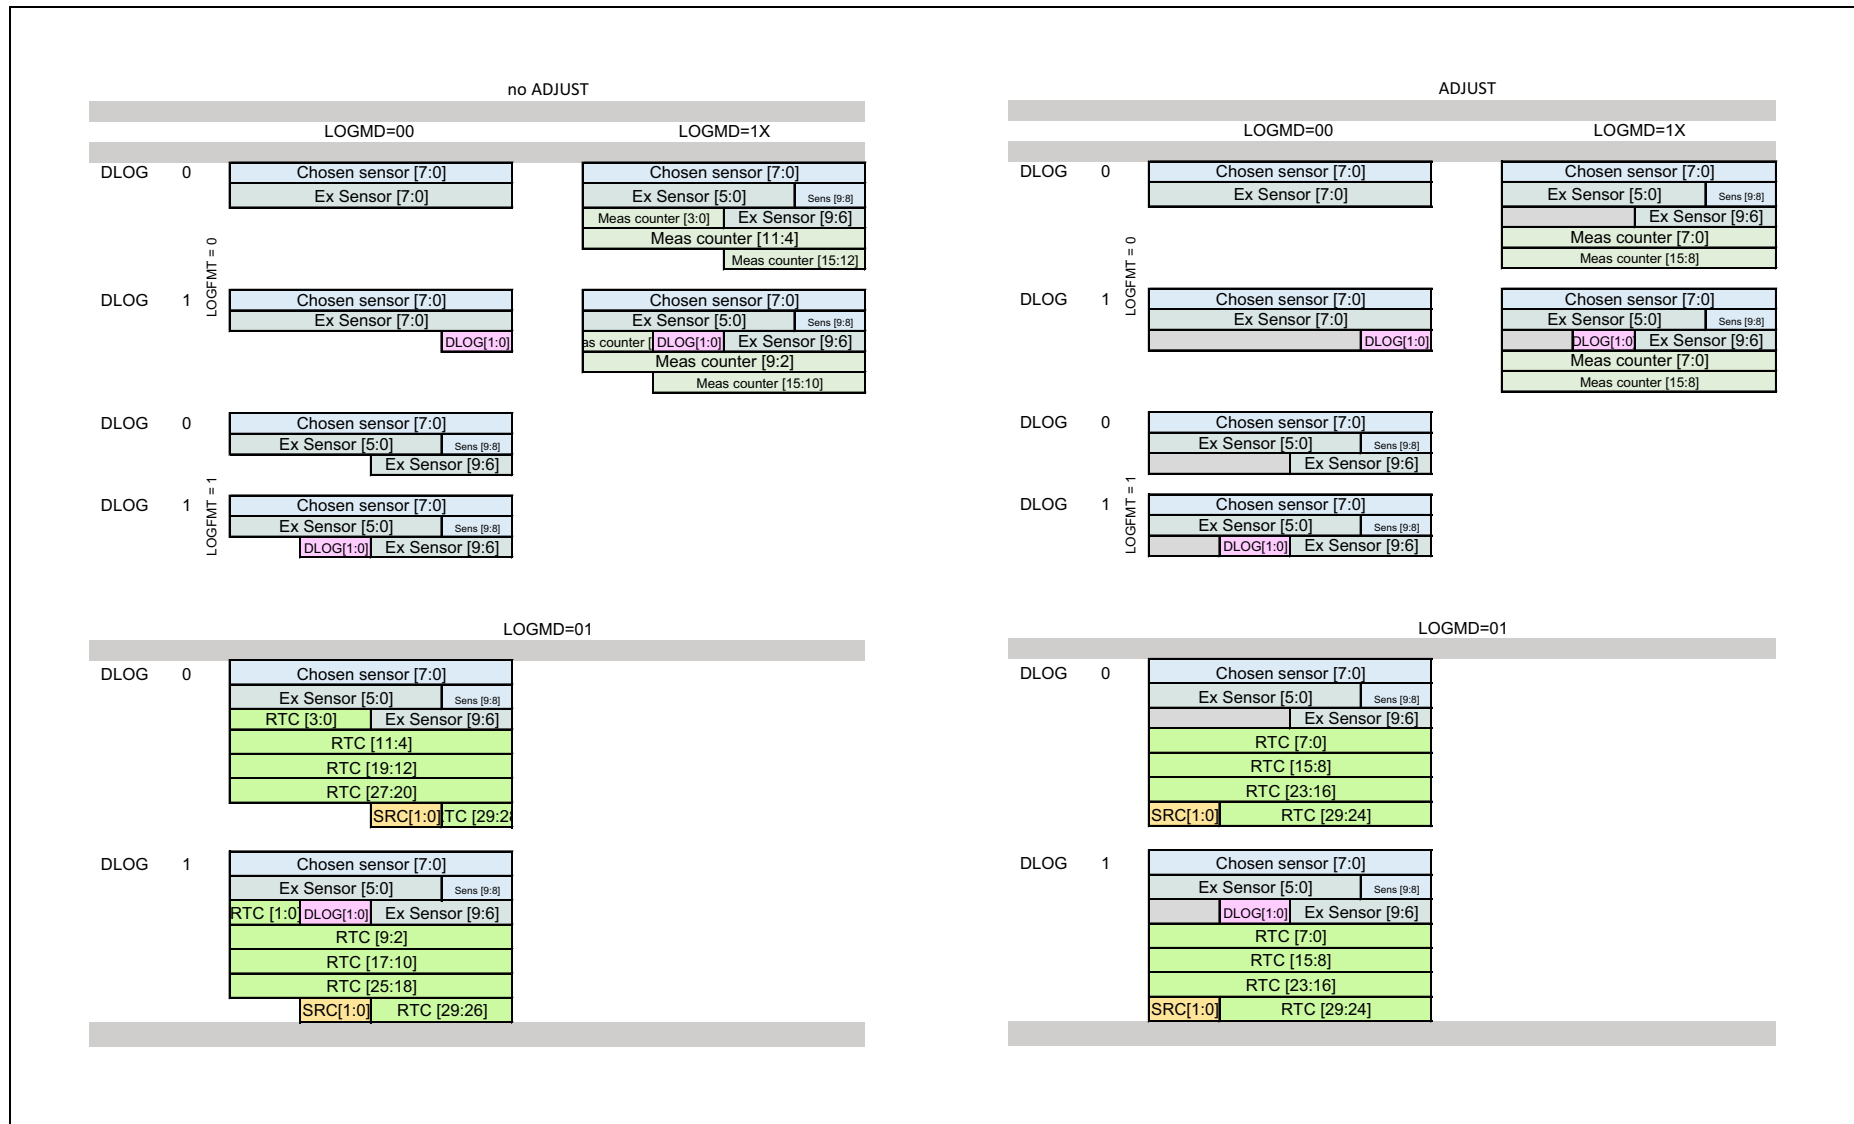 no ADJUST
LOGMD=00 LOGMD=1X
DLOG 0 Chosen sensor [7:0] Chosen sensor [7:0]
Ex Sensor [7:0] Ex Sensor [5:0] Sens [9:8]
Meas counter [3:0] Ex Sensor [9:6]
Meas counter [11:4]
Meas counter [15:12]
LOGFMT = 0
DLOG 1 Chosen sensor [7:0] Chosen sensor [7:0]
Ex Sensor [7:0] Ex Sensor [5:0] Sens [9:8]
DLOG[1:0] as counter [ DLOG[1:0] Ex Sensor [9:6]
Meas counter [9:2]
Meas counter [15:10]
DLOG 0 Chosen sensor [7:0]
Ex Sensor [5:0] Sens [9:8]
Ex Sensor [9:6]
LOGFMT = 1
DLOG 1 Chosen sensor [7:0]
Ex Sensor [5:0] Sens [9:8]
DLOG[1:0] Ex Sensor [9:6]
LOGMD=01
DLOG 0 Chosen sensor [7:0]
Ex Sensor [5:0] Sens [9:8]
RTC [3:0] Ex Sensor [9:6]
RTC [11:4]
RTC [19:12]
RTC [27:20]
SRC[1:0] TC [29:28
DLOG 1 Chosen sensor [7:0]
Ex Sensor [5:0] Sens [9:8]
RTC [1:0] DLOG[1:0] Ex Sensor [9:6]
RTC [9:2]
RTC [17:10]
RTC [25:18]
SRC[1:0] RTC [29:26]
ADJUST
LOGMD=00 LOGMD=1X
DLOG 0 Chosen sensor [7:0] Chosen sensor [7:0]
Ex Sensor [7:0] Ex Sensor [5:0] Sens [9:8]
Ex Sensor [9:6]
Meas counter [7:0]
Meas counter [15:8]
LOGFMT = 0
DLOG 1 Chosen sensor [7:0] Chosen sensor [7:0]
Ex Sensor [7:0] Ex Sensor [5:0] Sens [9:8]
DLOG[1:0] DLOG[1:0] Ex Sensor [9:6]
Meas counter [7:0]
Meas counter [15:8]
DLOG 0 Chosen sensor [7:0]
Ex Sensor [5:0] Sens [9:8]
Ex Sensor [9:6]
LOGFMT = 1
DLOG 1 Chosen sensor [7:0]
Ex Sensor [5:0] Sens [9:8]
DLOG[1:0] Ex Sensor [9:6]
LOGMD=01
DLOG 0 Chosen sensor [7:0]
Ex Sensor [5:0] Sens [9:8]
Ex Sensor [9:6]
RTC [7:0]
RTC [15:8]
RTC [23:16]
SRC[1:0] RTC [29:24]
DLOG 1 Chosen sensor [7:0]
Ex Sensor [5:0] Sens [9:8]
DLOG[1:0] Ex Sensor [9:6]
RTC [7:0]
RTC [15:8]
RTC [23:16]
SRC[1:0] RTC [29:24]